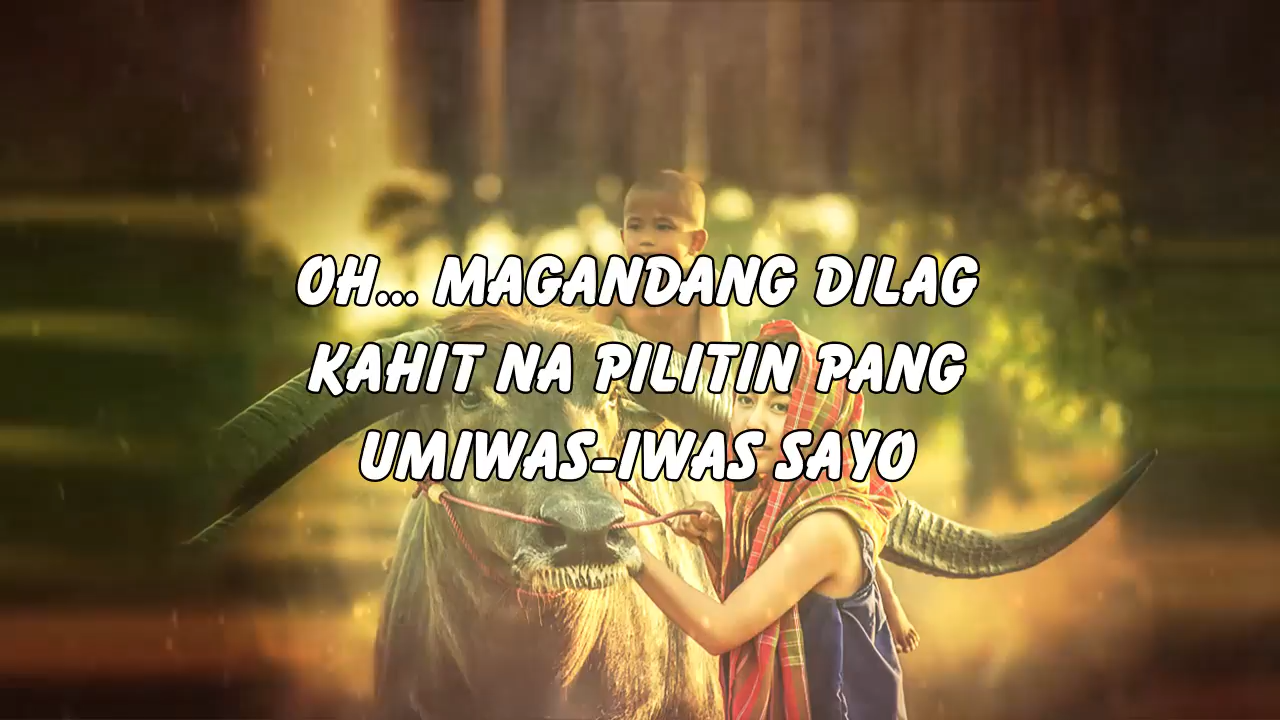 OH... MAGANDANG DILAG
KAHIT NA PILITIN PANG
UMIWAS-IWAS SAYO